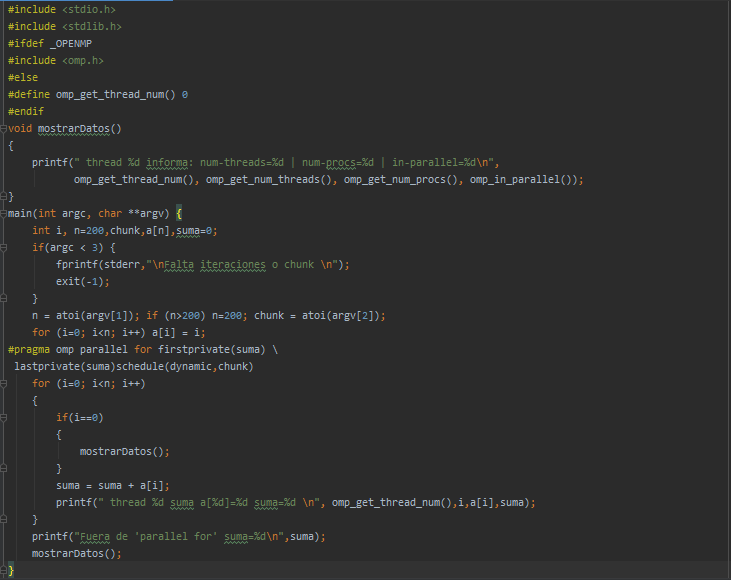 #include <stdio.h>
#include <stdlib.h>
#ifdef _OPENMP
#include <omp.h>
#else
#define omp_get_thread_num() 0
#endif
void mostrarDatos()
{
    printf(" thread %d informa: num-threads=%d | num-procs=%d | in-parallel=%d\n",
           omp_get_thread_num(), omp_get_num_threads(), omp_get_num_procs(), omp_in_parallel());
}
main(int argc, char **argv) {
    int i, n=200,chunk,a[n],suma=0;
    if(argc < 3) {
        fprintf(stderr,"\nFalta iteraciones o chunk \n");
        exit(-1);
    }
    n = atoi(argv[1]); if (n>200) n=200; chunk = atoi(argv[2]);
    for (i=0; i<n; i++) a[i] = i;
#pragma omp parallel for firstprivate(suma) \
 lastprivate(suma)schedule(dynamic,chunk)
    for (i=0; i<n; i++)
    {
        if(i==0)
        {
            mostrarDatos();
        }
        suma = suma + a[i];
        printf(" thread %d suma a[%d]=%d suma=%d \n", omp_get_thread_num(),i,a[i],suma);
    }
    printf("Fuera de 'parallel for' suma=%d\n",suma);
    mostrarDatos();
}